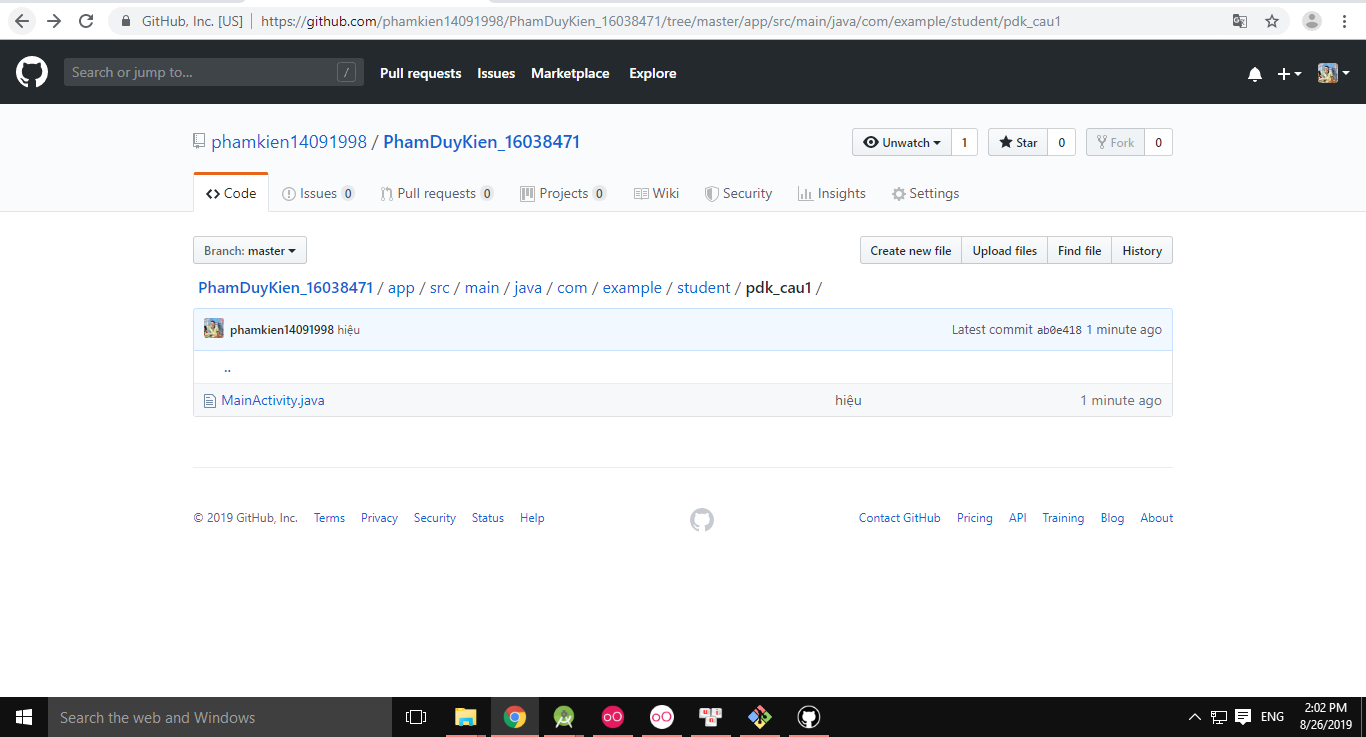 GitHub, Inc. [US] | https://github.com/phamkien14091998/PhamDuyKien_16038471/tree/master/app/src/main/java/com/example/student/pdk_cau1
Search or jump to... / Pull requests Issues Marketplace Explore
phamkien14091998 / PhamDuyKien_16038471 Unwatch 1 Star 0 Fork 0
Code Issues 0 Pull requests 0 Projects 0 Wiki Security Insights Settings
Branch: master Create new file Upload files Find file History
PhamDuyKien_16038471 / app / src / main / java / com / example / student / pdk_cau1 /
phamkien14091998 hiệu Latest commit ab0e418 1 minute ago
..
MainActivity.java hiệu 1 minute ago
© 2019 GitHub, Inc. Terms Privacy Security Status Help Contact GitHub Pricing API Training Blog About
Search the web and Windows ENG 2:02 PM
8/26/2019